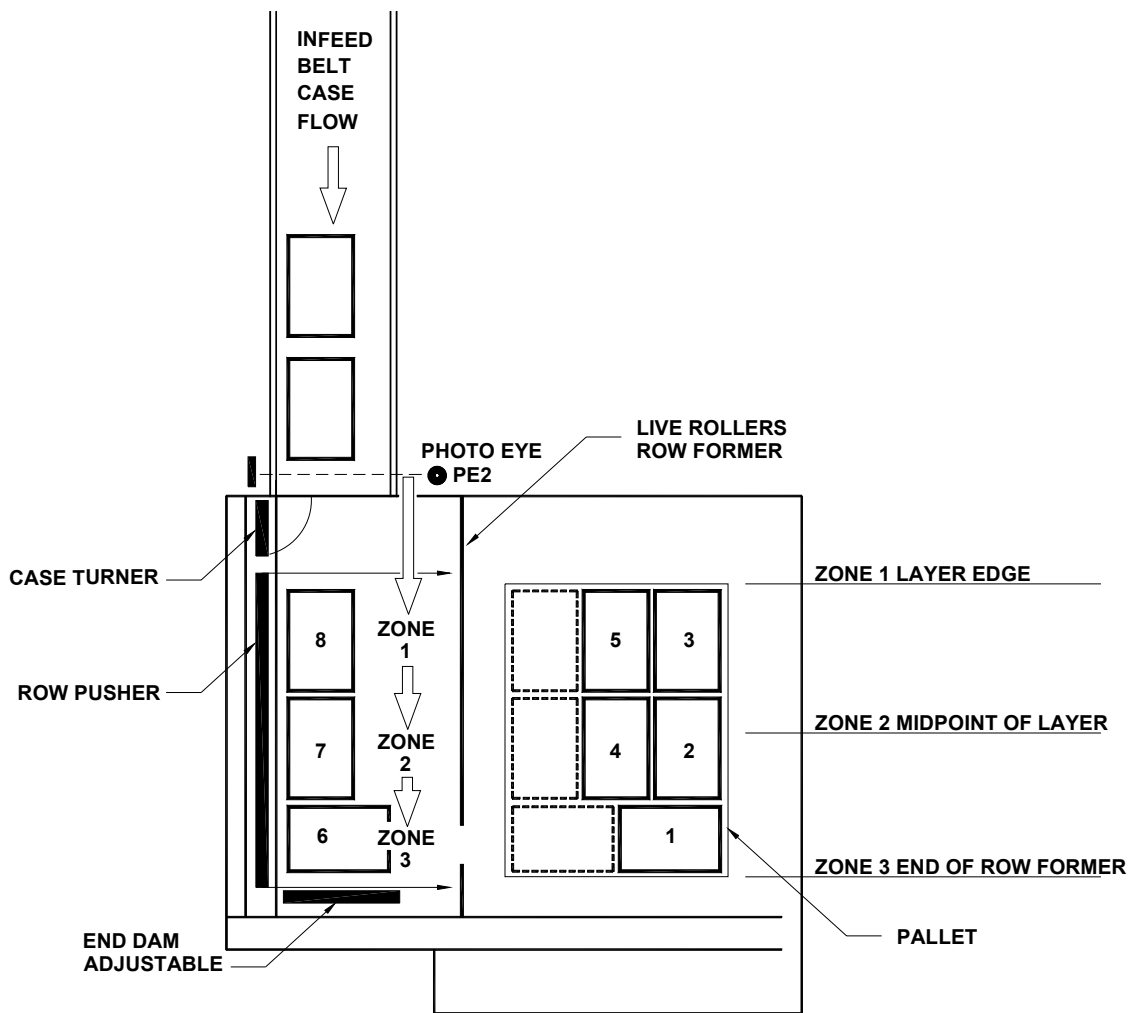 INFEED
BELT
CASE
FLOW
LIVE ROLLERS
ROW FORMER
PHOTO EYE
PE2
CASE TURNER
ZONE 1 LAYER EDGE
8
ZONE
1
5
3
ROW PUSHER
ZONE 2 MIDPOINT OF LAYER
7
ZONE
2
4
2
6
ZONE
3
1
ZONE 3 END OF ROW FORMER
END DAM
ADJUSTABLE
PALLET